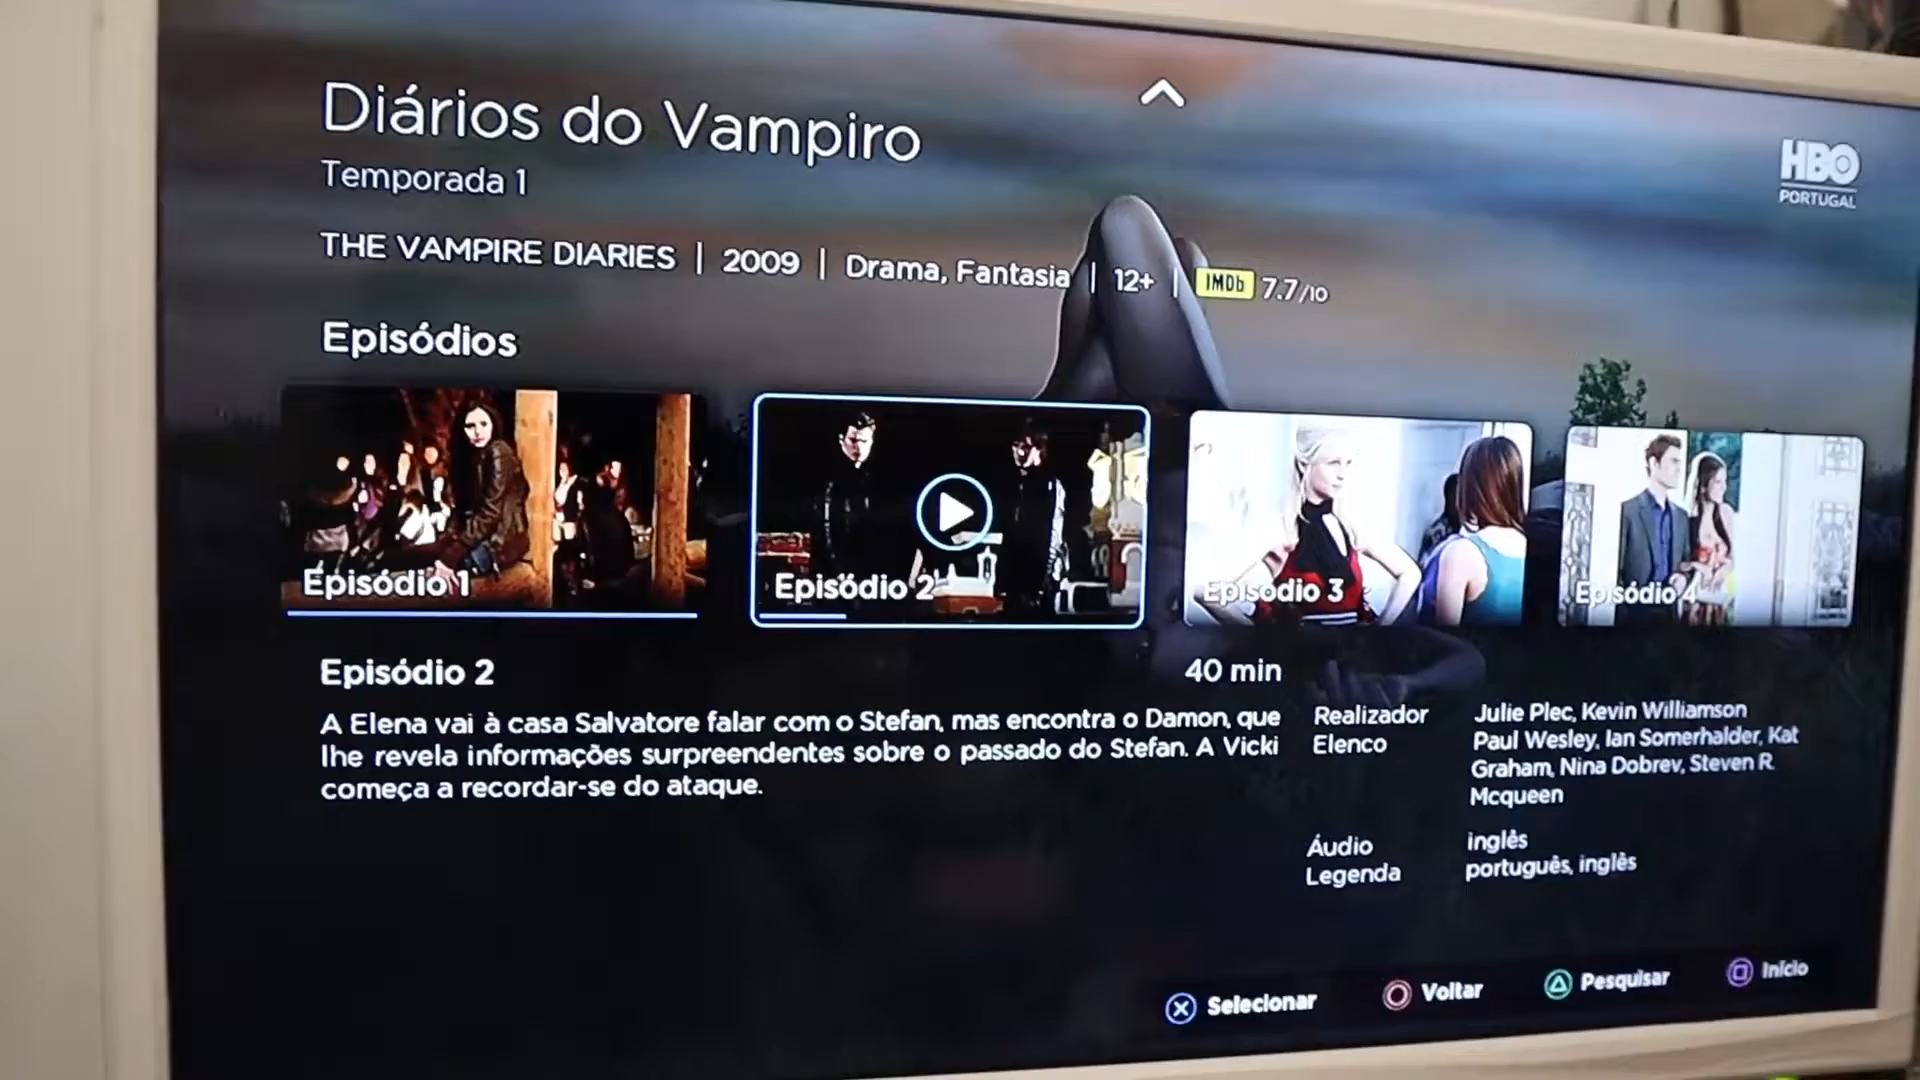 Diários do Vampiro
HBO
PORTUGAL
Temporada 1
THE VAMPIRE DIARIES | 2009 | Drama, Fantasia | 12+ | IMDb 7.7/10
Episódios
Episódio 1
Episódio 2
Episódio 3
Episódio 4
Episódio 2
40 min
A Elena vai à casa Salvatore falar com o Stefan, mas encontra o Damon, que
lhe revela informações surpreendentes sobre o passado do Stefan. A Vicki
começa a recordar-se do ataque.
Realizador
Julie Plec, Kevin Williamson
Elenco
Paul Wesley, Ian Somerhalder, Kat
Graham, Nina Dobrev, Steven R.
Mcqueen
Áudio
inglês
Legenda
português, inglês
Selecionar
Voltar
Pesquisar
Início